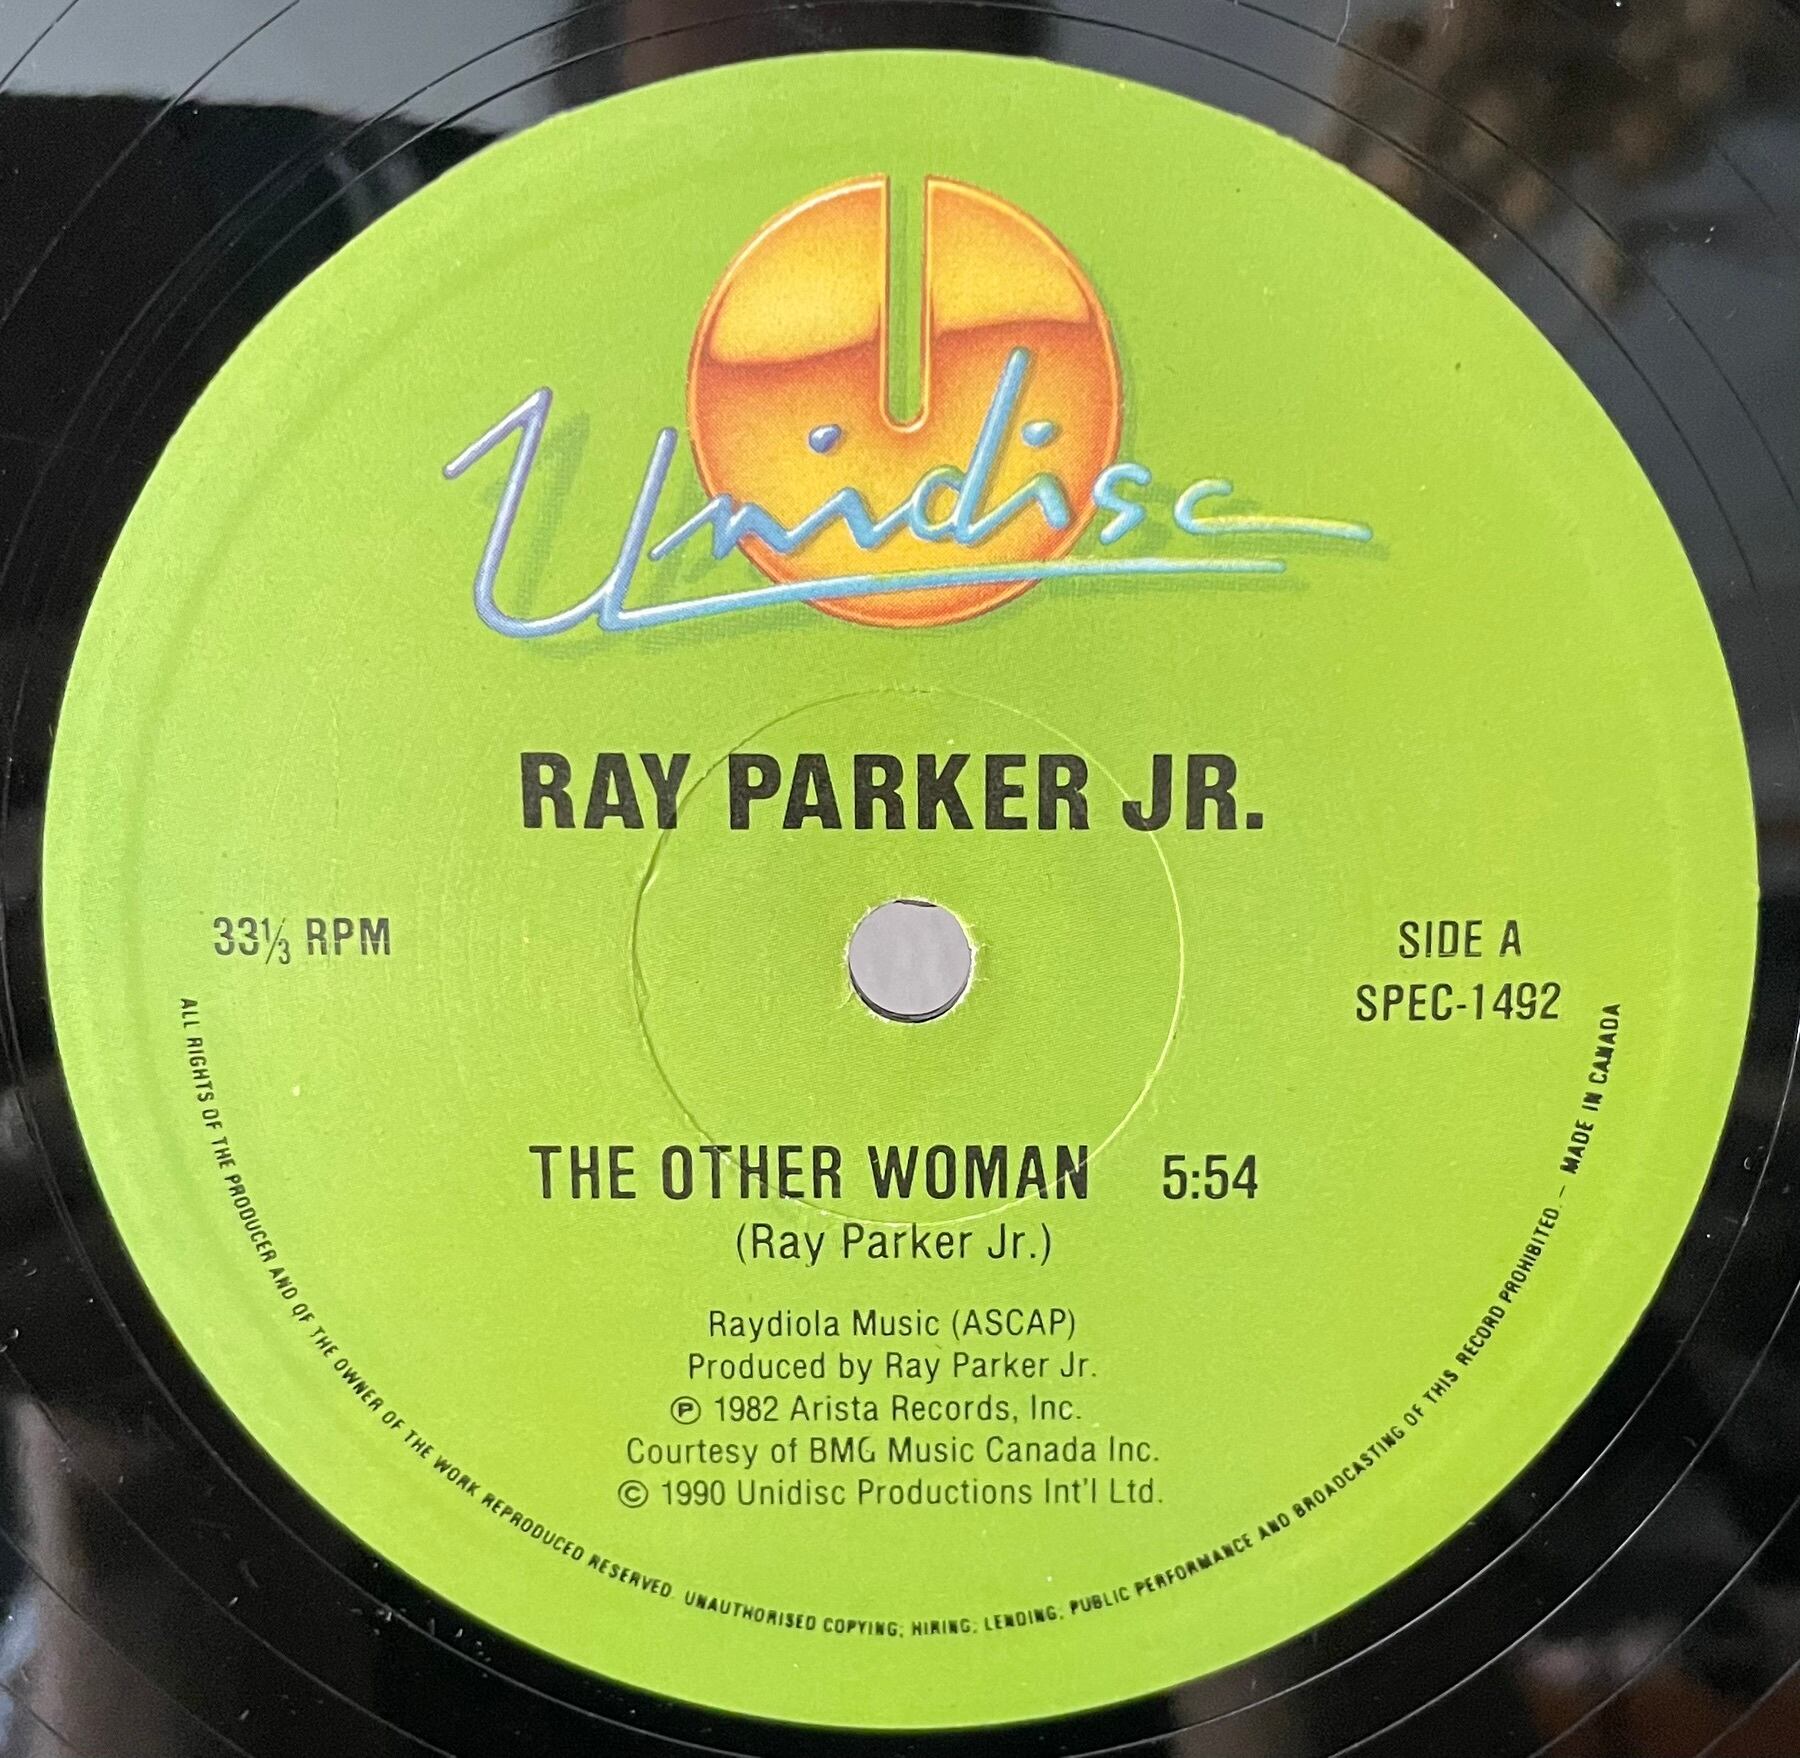 Unidisc
RAY PARKER JR.
33⅓ RPM
SIDE A
SPEC-1492
THE OTHER WOMAN 5:54
(Ray Parker Jr.)
Raydiola Music (ASCAP)
Produced by Ray Parker Jr.
℗ 1982 Arista Records, Inc.
Courtesy of BMG Music Canada Inc.
© 1990 Unidisc Productions Int'l Ltd.
ALL RIGHTS OF THE PRODUCER AND OF THE OWNER OF THE WORK REPRODUCED RESERVED. UNAUTHORISED COPYING; HIRING; LENDING; PUBLIC PERFORMANCE AND BROADCASTING OF THIS RECORD PROHIBITED. – MADE IN CANADA